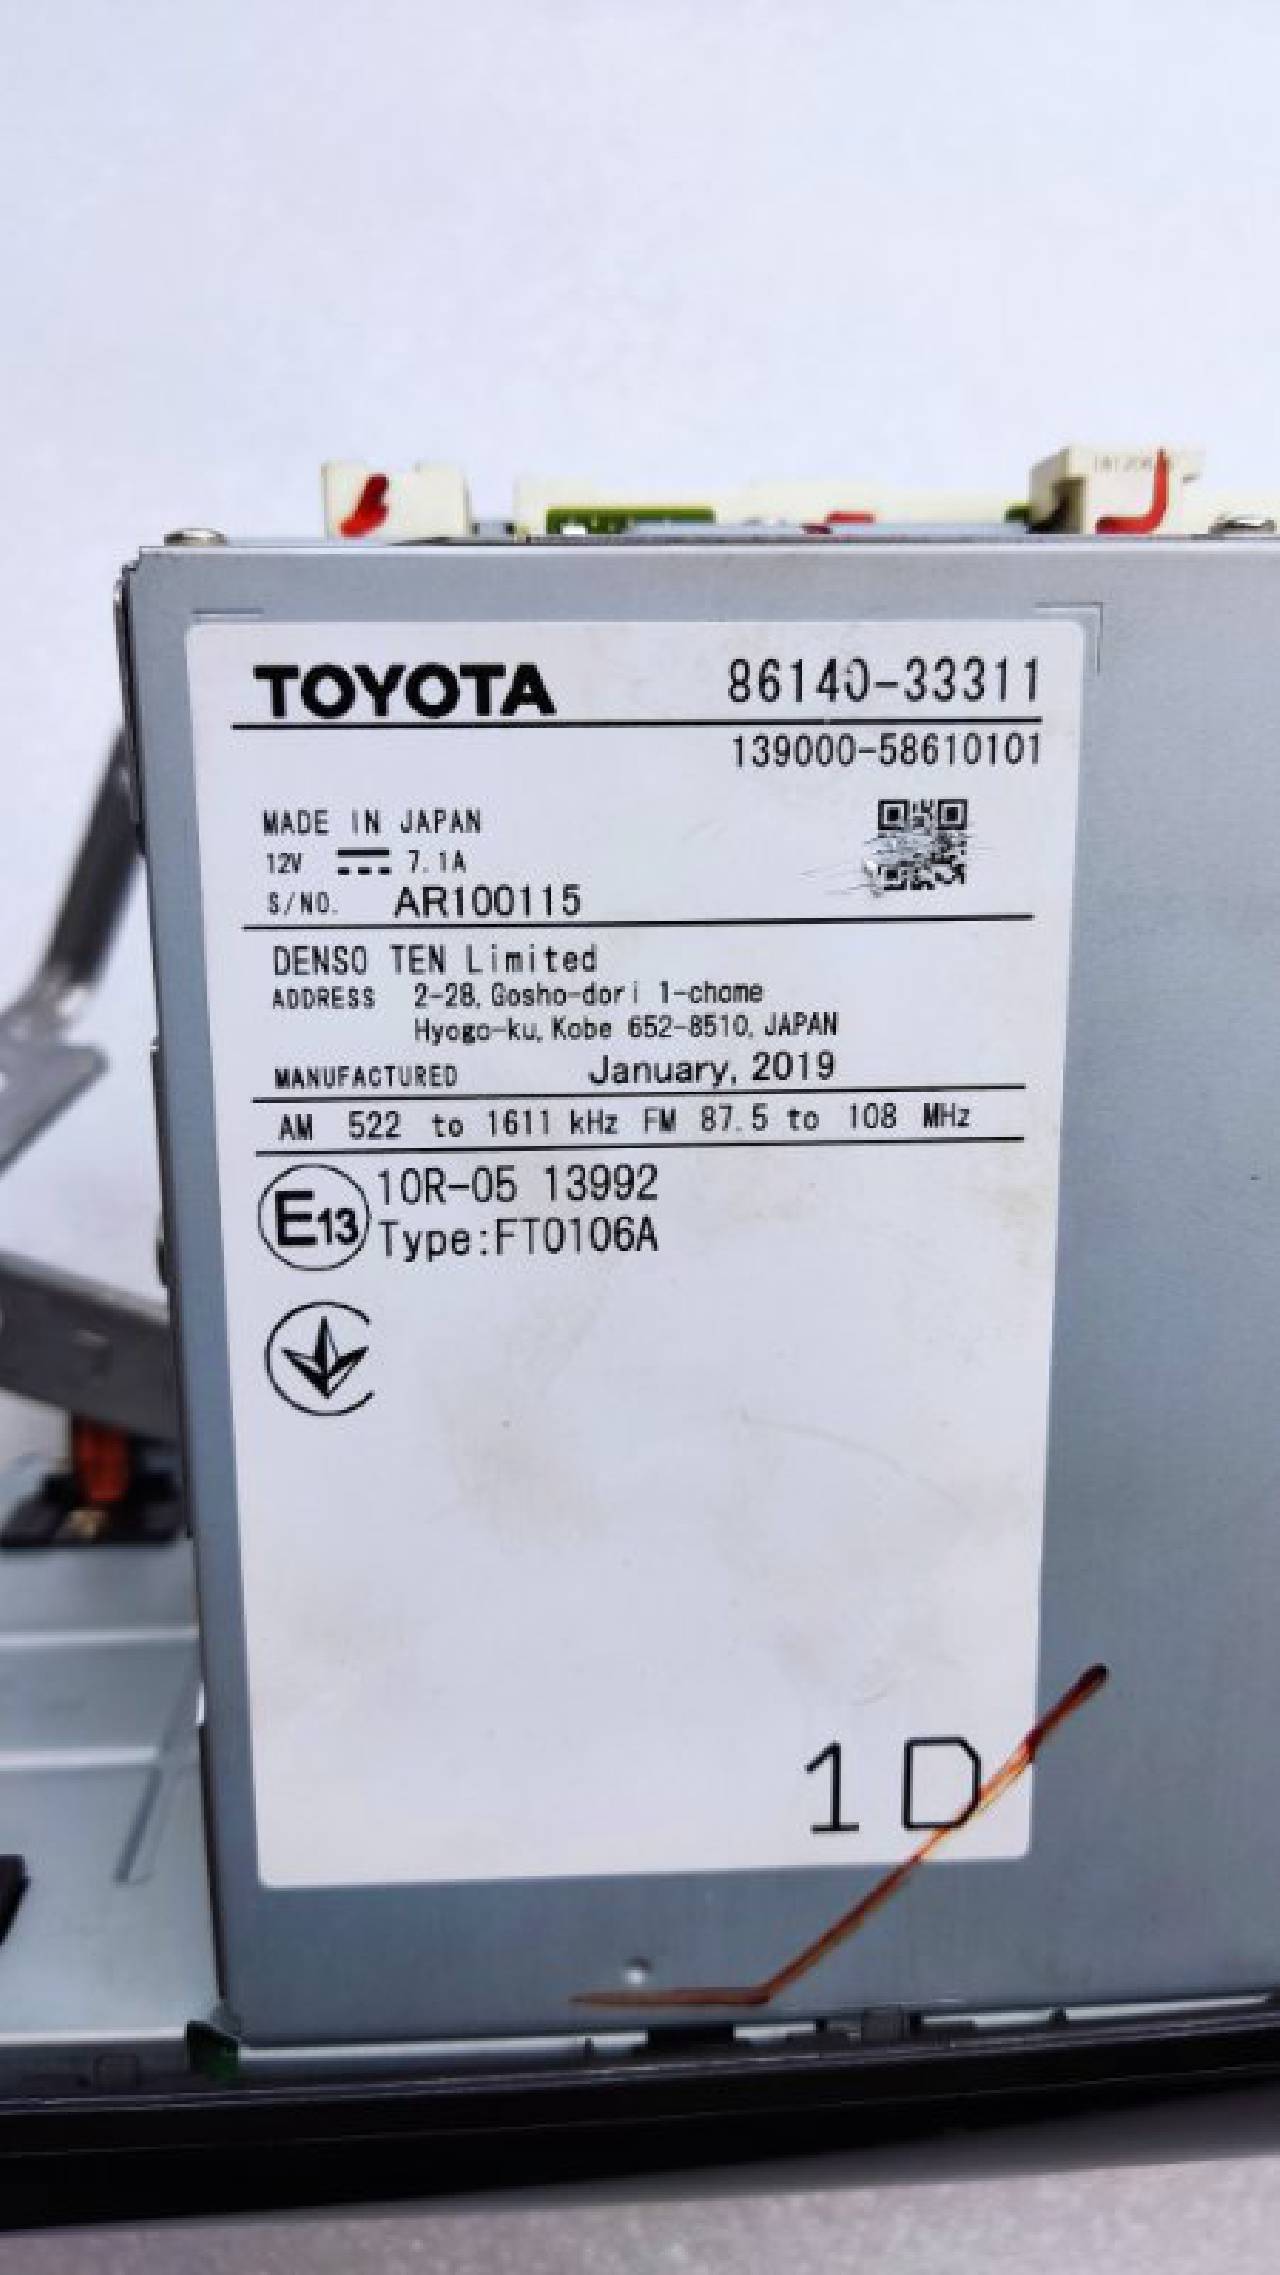 TOYOTA 86140-33311
139000-58610101
MADE IN JAPAN
12V 7.1A
S/NO. AR100115
DENSO TEN Limited
ADDRESS 2-28, Gosho-dori 1-chome
Hyogo-ku, Kobe 652-8510, JAPAN
MANUFACTURED January, 2019
AM 522 to 1611 kHz FM 87.5 to 108 MHz
E13 10R-05 13992
Type:FT0106A
1D